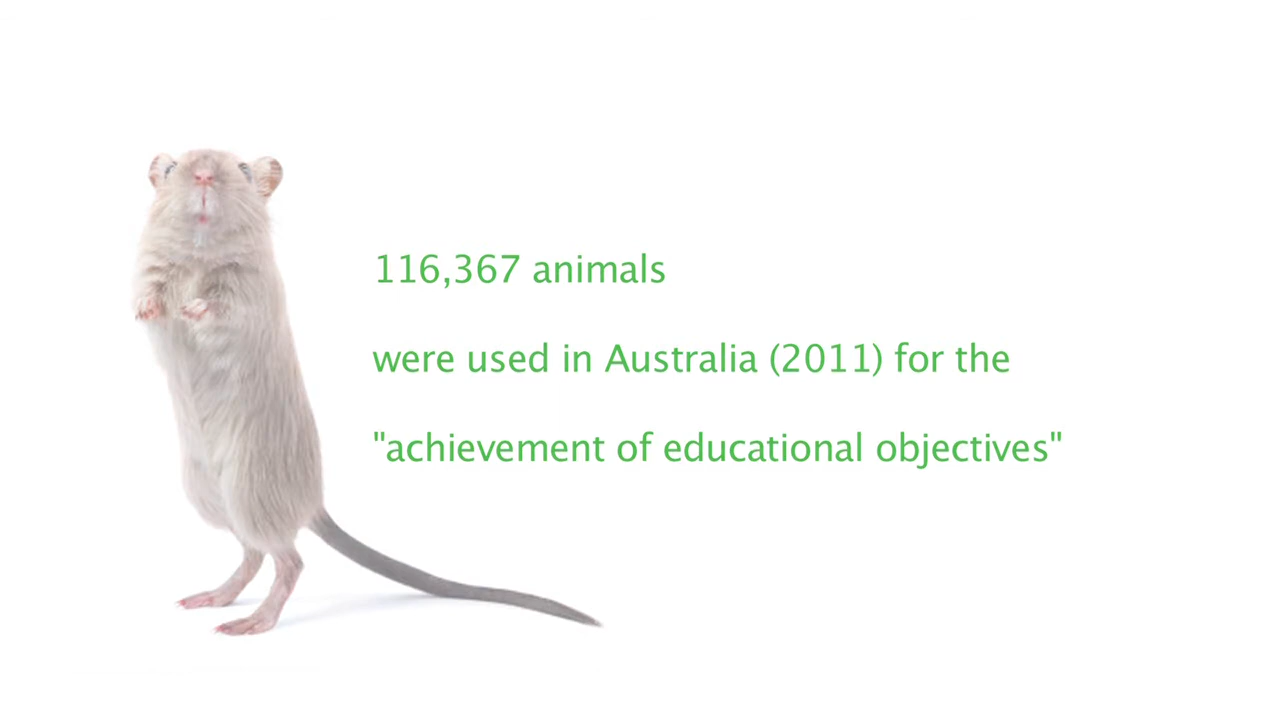 116,367 animals
were used in Australia (2011) for the
"achievement of educational objectives"